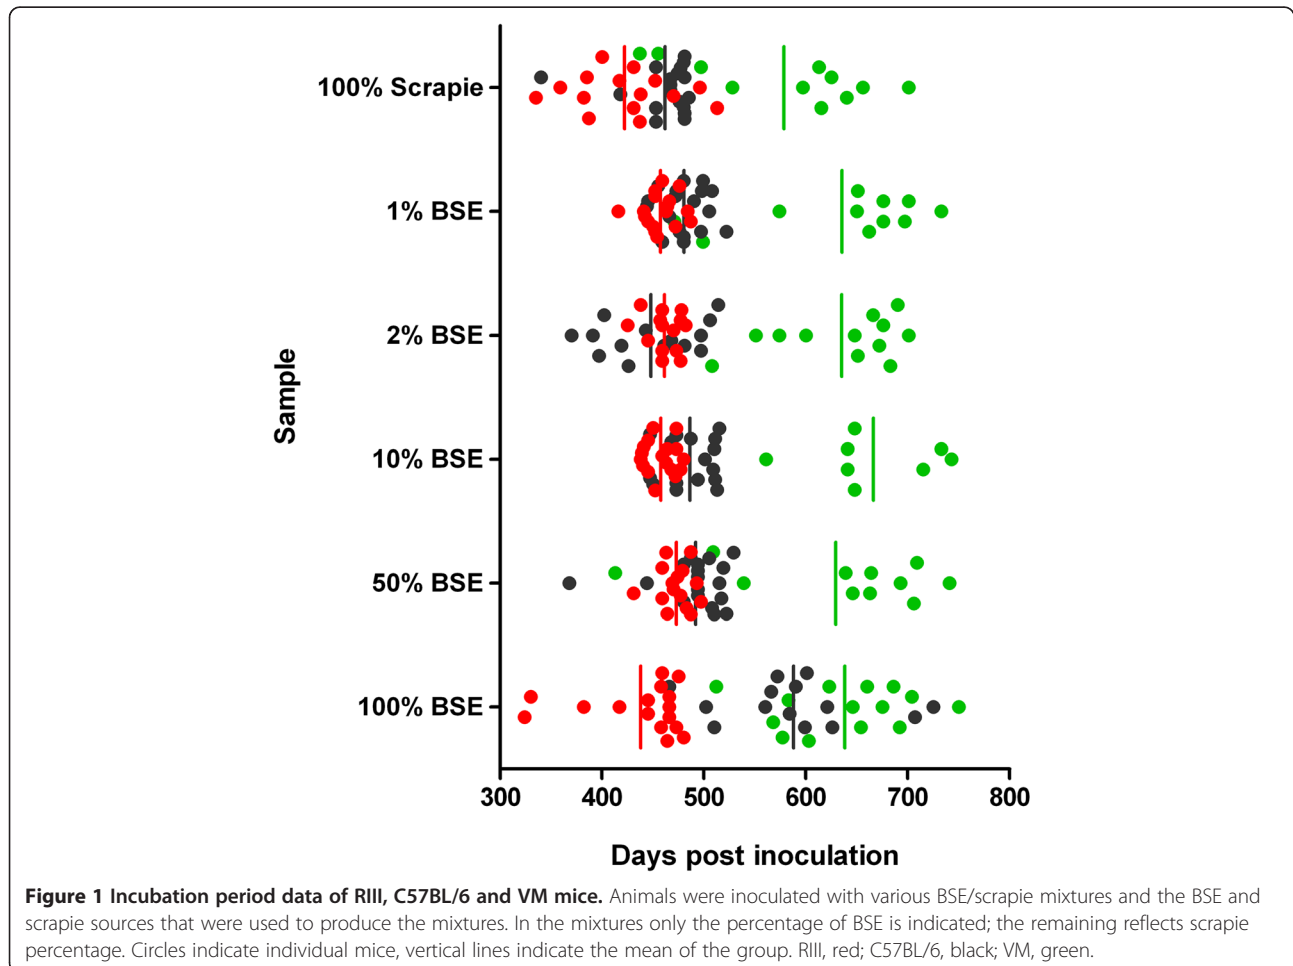 100% Scrapie
1% BSE
2% BSE
10% BSE
50% BSE
100% BSE
Sample
300 400 500 600 700 800
Days post inoculation
Figure 1 Incubation period data of RIII, C57BL/6 and VM mice. Animals were inoculated with various BSE/scrapie mixtures and the BSE and
scrapie sources that were used to produce the mixtures. In the mixtures only the percentage of BSE is indicated; the remaining reflects scrapie
percentage. Circles indicate individual mice, vertical lines indicate the mean of the group. RIII, red; C57BL/6, black; VM, green.